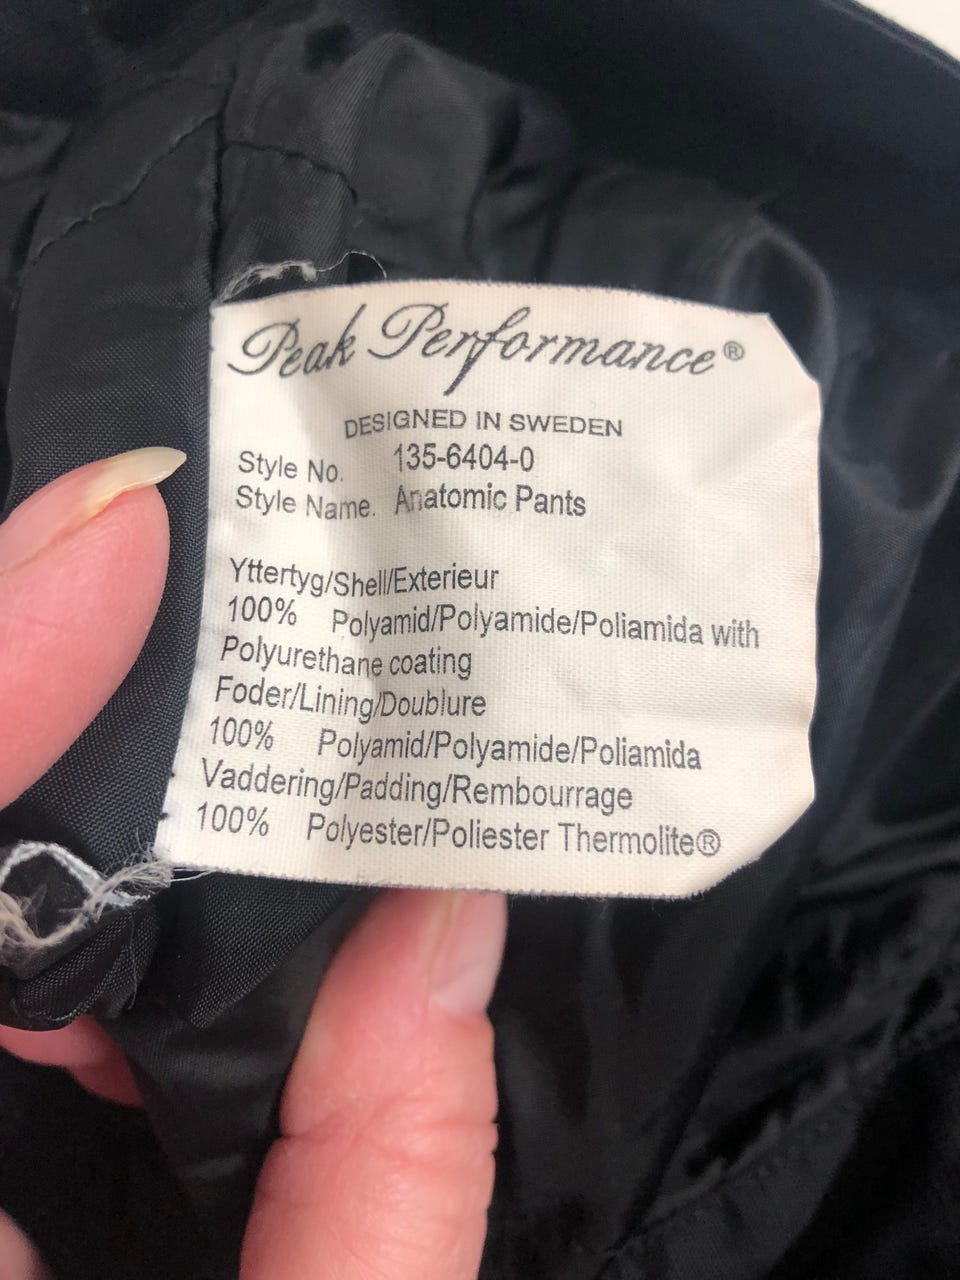 Peak Performance®
DESIGNED IN SWEDEN
Style No. 135-6404-0
Style Name. Anatomic Pants
Yttertyg/Shell/Exterieur
100% Polyamid/Polyamide/Poliamida with
Polyurethane coating
Foder/Lining/Doublure
100% Polyamid/Polyamide/Poliamida
Vaddering/Padding/Rembourrage
100% Polyester/Poliester Thermolite®